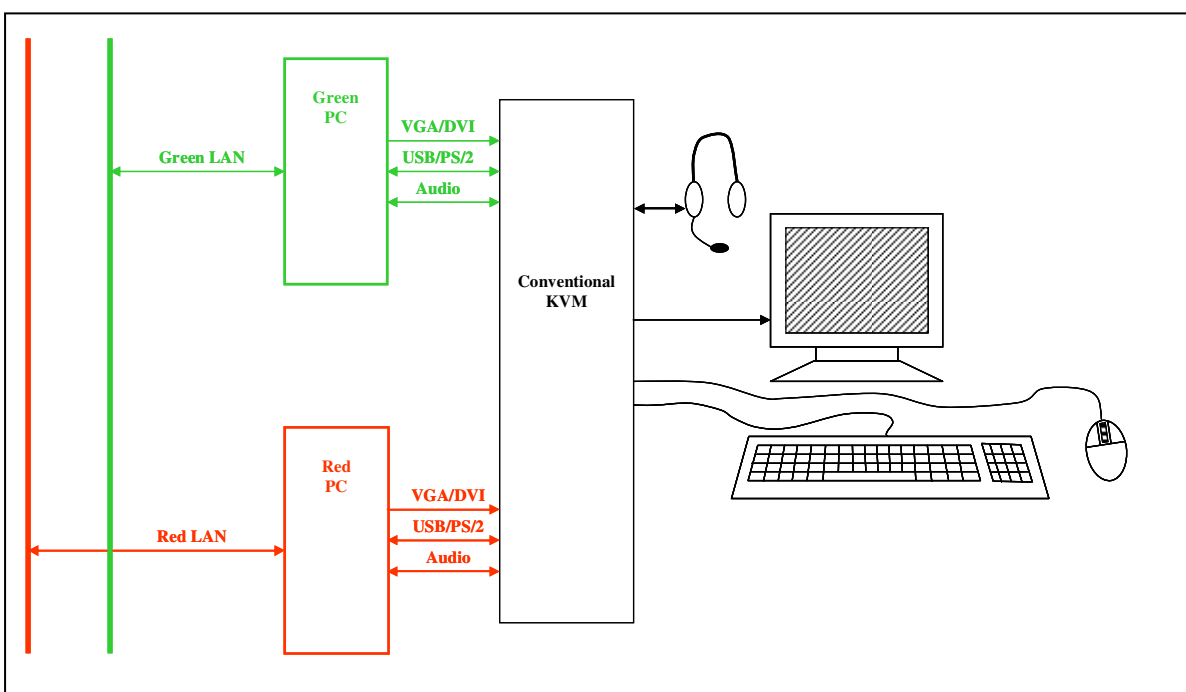 Green
PC
VGA/DVI
Green LAN
USB/PS/2
Audio
Conventional
KVM
Red
PC
VGA/DVI
Red LAN
USB/PS/2
Audio